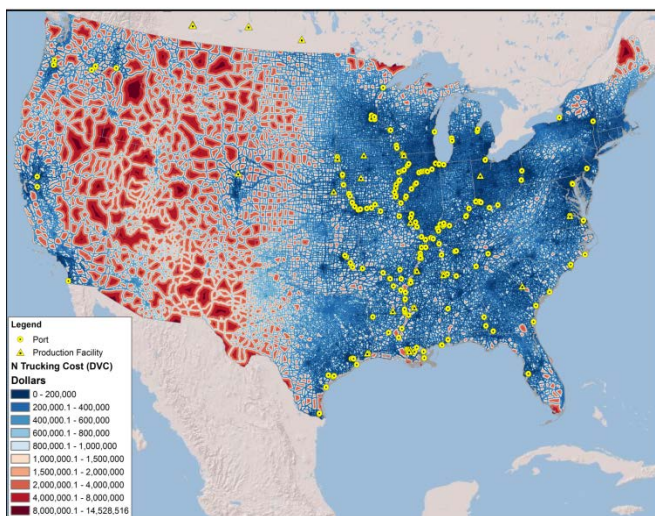 Legend
Port
Production Facility
N Trucking Cost (DVC)
Dollars
0 - 200,000
200,000.1 - 400,000
400,000.1 - 600,000
600,000.1 - 800,000
800,000.1 - 1,000,000
1,000,000.1 - 1,500,000
1,500,000.1 - 2,000,000
2,000,000.1 - 4,000,000
4,000,000.1 - 8,000,000
8,000,000.1 - 14,528,516